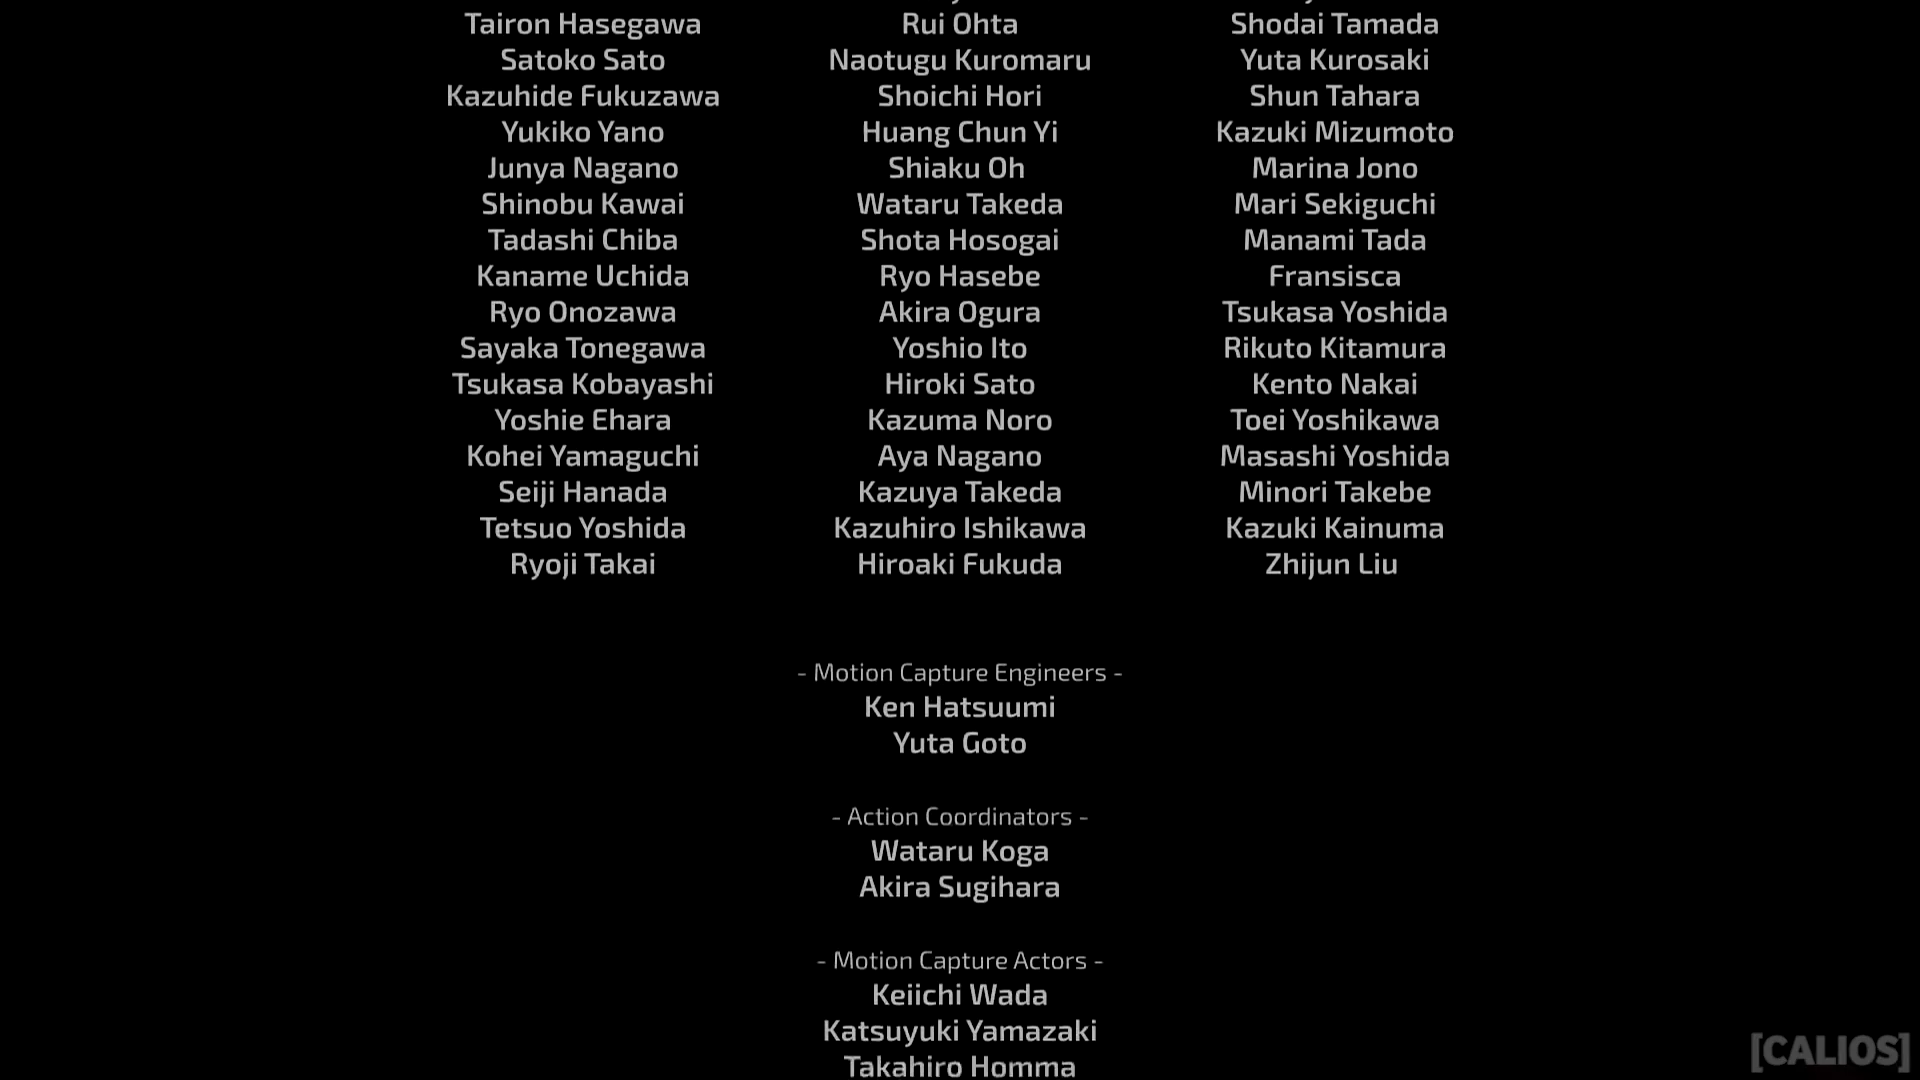 Tairon Hasegawa Rui Ohta Shodai Tamada
Satoko Sato Naotugu Kuromaru Yuta Kurosaki
Kazuhide Fukuzawa Shoichi Hori Shun Tahara
Yukiko Yano Huang Chun Yi Kazuki Mizumoto
Junya Nagano Shiaku Oh Marina Jono
Shinobu Kawai Wataru Takeda Mari Sekiguchi
Tadashi Chiba Shota Hosogai Manami Tada
Kaname Uchida Ryo Hasebe Fransisca
Ryo Onozawa Akira Ogura Tsukasa Yoshida
Sayaka Tonegawa Yoshio Ito Rikuto Kitamura
Tsukasa Kobayashi Hiroki Sato Kento Nakai
Yoshie Ehara Kazuma Noro Toei Yoshikawa
Kohei Yamaguchi Aya Nagano Masashi Yoshida
Seiji Hanada Kazuya Takeda Minori Takebe
Tetsuo Yoshida Kazuhiro Ishikawa Kazuki Kainuma
Ryoji Takai Hiroaki Fukuda Zhijun Liu
- Motion Capture Engineers -
Ken Hatsuumi
Yuta Goto
- Action Coordinators -
Wataru Koga
Akira Sugihara
- Motion Capture Actors -
Keiichi Wada
Katsuyuki Yamazaki
Takahiro Homma
[CALIOS]